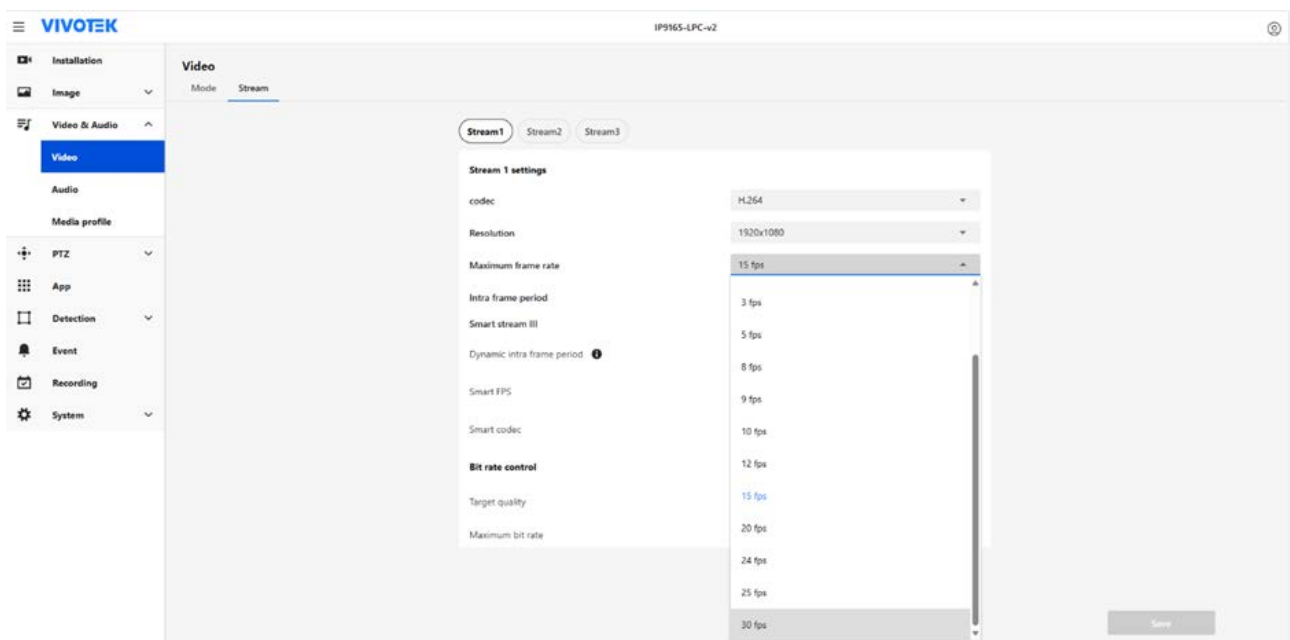 VIVOTEK
IP9165-LPC-v2
Installation
Image
Video & Audio
Video
Audio
Media profile
PTZ
App
Detection
Event
Recording
System
Video
Mode Stream
Stream1 Stream2 Stream3
Stream 1 settings
codec H.264
Resolution 1920x1080
Maximum frame rate 15 fps
Intra frame period
Smart stream III
Dynamic intra frame period
Smart FPS
Smart codec
Bit rate control
Target quality
Maximum bit rate
3 fps
5 fps
8 fps
9 fps
10 fps
12 fps
15 fps
20 fps
24 fps
25 fps
30 fps
Save